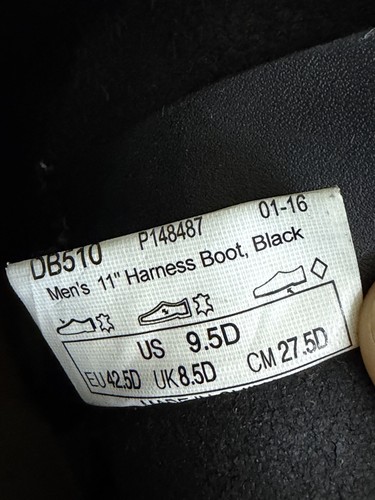 DB510 P148487 01-16
Men's 11" Harness Boot, Black
US 9.5D
EU 42.5D UK 8.5D CM 27.5D